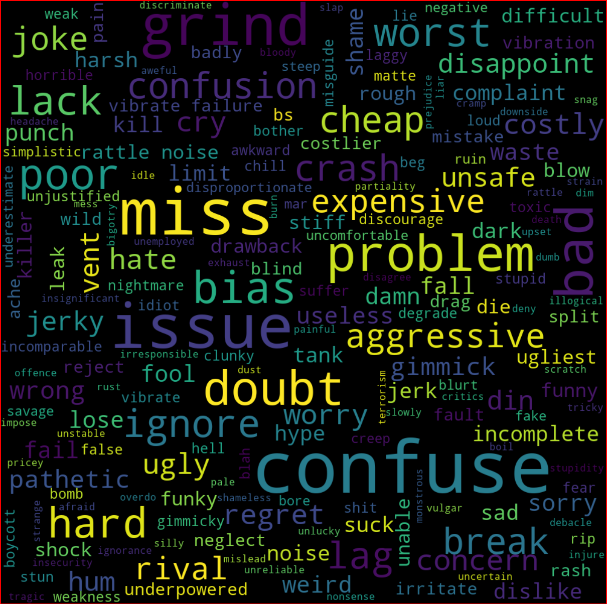 discriminate
slap
negative
weak
pain
grind
joke
shame
lie
worst
difficult
harsh
badly
bloody
steep
misguide
laggy
vibration
disappoint
horrible
aweful
confusion
matte
prejudice
liar
cramp
snag
lack
vibrate failure
rough
complaint
downside
headache
punch
kill
cry
bs
cheap
loud
costly
bother
costlier
mistake
simplistic
rattle noise
awkward
crash
beg
ruin
waste
poor
idle
limit
chill
unsafe
blow
underestimate
killer
unjustified
mess
bigotry
disproportionate
partiality
rattle
strain
dim
miss
burn
mar
expensive
toxic
death
bad
wild
stiff
discourage
dark
upset
leak
vent
unemployed
drawback
uncomfortable
problem
dumb
hate
exhaust
blind
disagree
fall
stupid
illogical
ache
nightmare
bias
suffer
damn
drag
die
deny
insignificant
idiot
useless
degrade
split
jerky
issue
painful
aggressive
incomparable
irresponsible
clunky
tank
ugliest
offence
reject
fool
dust
terrorism
gimmick
scratch
wrong
rust
vibrate
doubt
jerk
blurt
critics
din
funny
tricky
savage
impose
lose
ignore
worry
slowly
fault
fake
unstable
hype
incomplete
fail
false
hell
creep
boil
stupidity
pricey
ugly
blah
confuse
pathetic
pale
monstrous
fear
bomb
afraid
overdo
shameless
bore
shit
vulgar
sorry
boycott
strange
hard
funky
regret
suck
unable
sad
debacle
gimmicky
unlucky
break
rip
shock
ignorance
silly
neglect
noise
lag
concern
injure
insecurity
mislead
unreliable
uncertain
rash
stun
hum
rival
weird
irritate
dislike
tragic
weakness
underpowered
nonsense